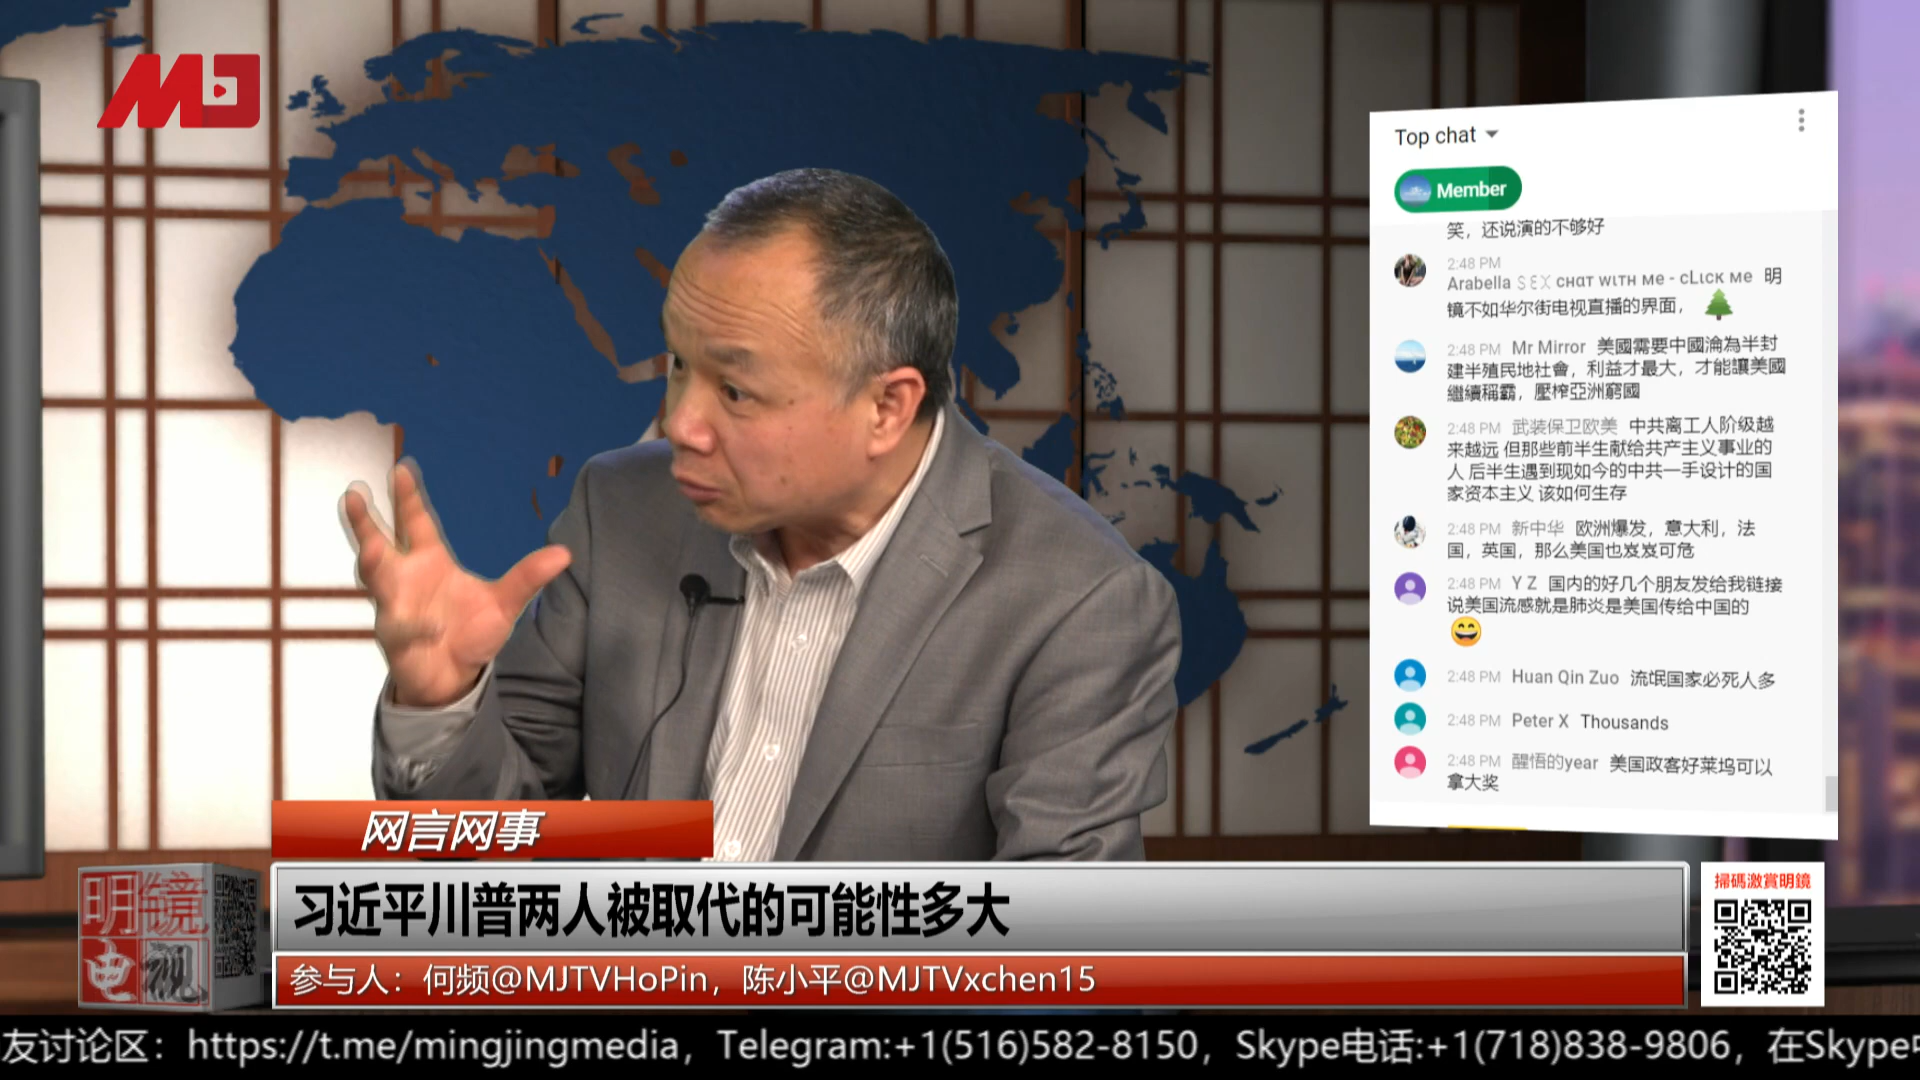 MJ
Top chat
Member
笑，还说演的不够好
2:48 PM
Arabella ＳＥＸ cнαт wιтн мe - cLιcк мe 明
镜不如华尔街电视直播的界面，
2:48 PM Mr Mirror 美國需要中國淪為半封
建半殖民地社會，利益才最大，才能讓美國
繼續稱霸，壓榨亞洲窮國
2:48 PM 武装保卫欧美 中共离工人阶级越
来越远 但那些前半生献给共产主义事业的
人 后半生遇到现如今的中共一手设计的国
家资本主义 该如何生存
2:48 PM 新中华 欧洲爆发，意大利，法
国，英国，那么美国也岌岌可危
2:48 PM Y Z 国内的好几个朋友发给我链接
说美国流感就是肺炎是美国传给中国的
😄
2:48 PM Huan Qin Zuo 流氓国家必死人多
2:48 PM Peter X Thousands
2:48 PM 醒悟的year 美国政客好莱坞可以
拿大奖
网言网事
明镜
电视
习近平川普两人被取代的可能性多大
掃碼激賞明鏡
参与人：何频@MJTVHoPin，陈小平@MJTVxchen15
友讨论区：https://t.me/mingjingmedia，Telegram:+1(516)582-8150，Skype电话:+1(718)838-9806，在Skype